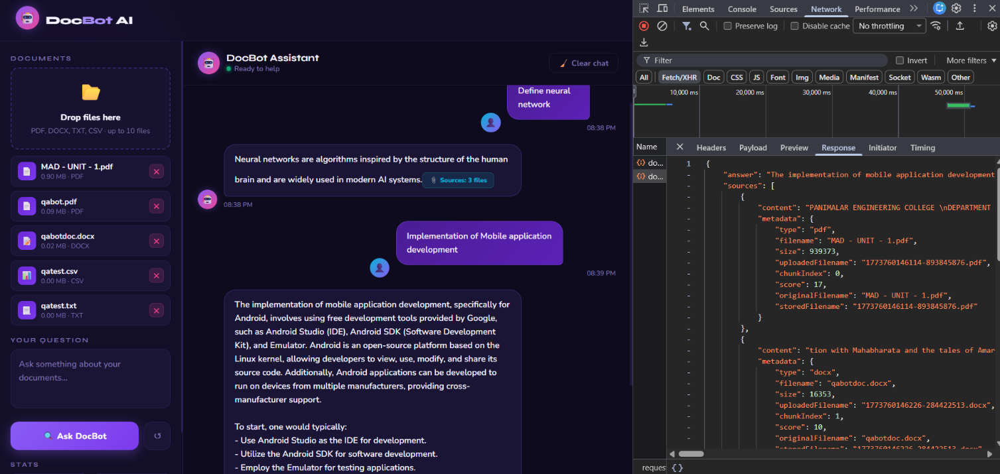 DocBot AI
DOCUMENTS
Drop files here
PDF, DOCX, TXT, CSV · up to 10 files
MAD - UNIT - 1.pdf
0.90 MB · PDF
qabot.pdf
0.09 MB · PDF
qabotdoc.docx
0.02 MB · DOCX
qatest.csv
0.00 MB · CSV
qatest.txt
0.00 MB · TXT
YOUR QUESTION
Ask something about your
documents...
Ask DocBot
STATS
DocBot Assistant
Ready to help
Clear chat
Define neural
network
08:38 PM
Neural networks are algorithms inspired by the structure of the human
brain and are widely used in modern AI systems. Sources: 3 files
08:38 PM
Implementation of Mobile application
development
08:39 PM
The implementation of mobile application development, specifically for
Android, involves using free development tools provided by Google,
such as Android Studio (IDE), Android SDK (Software Development
Kit), and Emulator. Android is an open-source platform based on the
Linux kernel, allowing developers to view, use, modify, and share its
source code. Additionally, Android applications can be developed to
run on devices from multiple manufacturers, providing cross-
manufacturer support.
To start, one would typically:
- Use Android Studio as the IDE for development.
- Utilize the Android SDK for software development.
- Employ the Emulator for testing applications.
Elements Console Sources Network Performance
Preserve log Disable cache No throttling
Filter Invert More filters
All Fetch/XHR Doc CSS JS Font Img Media Manifest Socket Wasm Other
10,000 ms 20,000 ms 30,000 ms 40,000 ms 50,000 ms
Name Headers Payload Preview Response Initiator Timing
do...
do...
1 {
"answer": "The implementation of mobile application development
"sources": [
{
"content": "PANIMALAR ENGINEERING COLLEGE \nDEPARTMENT
"metadata": {
"type": "pdf",
"filename": "MAD - UNIT - 1.pdf",
"size": 939373,
"uploadedFilename": "1773760146114-893845876.pdf",
"chunkIndex": 0,
"score": 17,
"originalFilename": "MAD - UNIT - 1.pdf",
"storedFilename": "1773760146114-893845876.pdf"
}
},
{
"content": "tion with Mahabharata and the tales of Amar
"metadata": {
"type": "docx",
"filename": "qabotdoc.docx",
"size": 16353,
"uploadedFilename": "1773760146226-284422513.docx",
"chunkIndex": 1,
"score": 10,
"originalFilename": "qabotdoc.docx",
"storedFilename": "1773760146226-284422513.docx"
reques { }